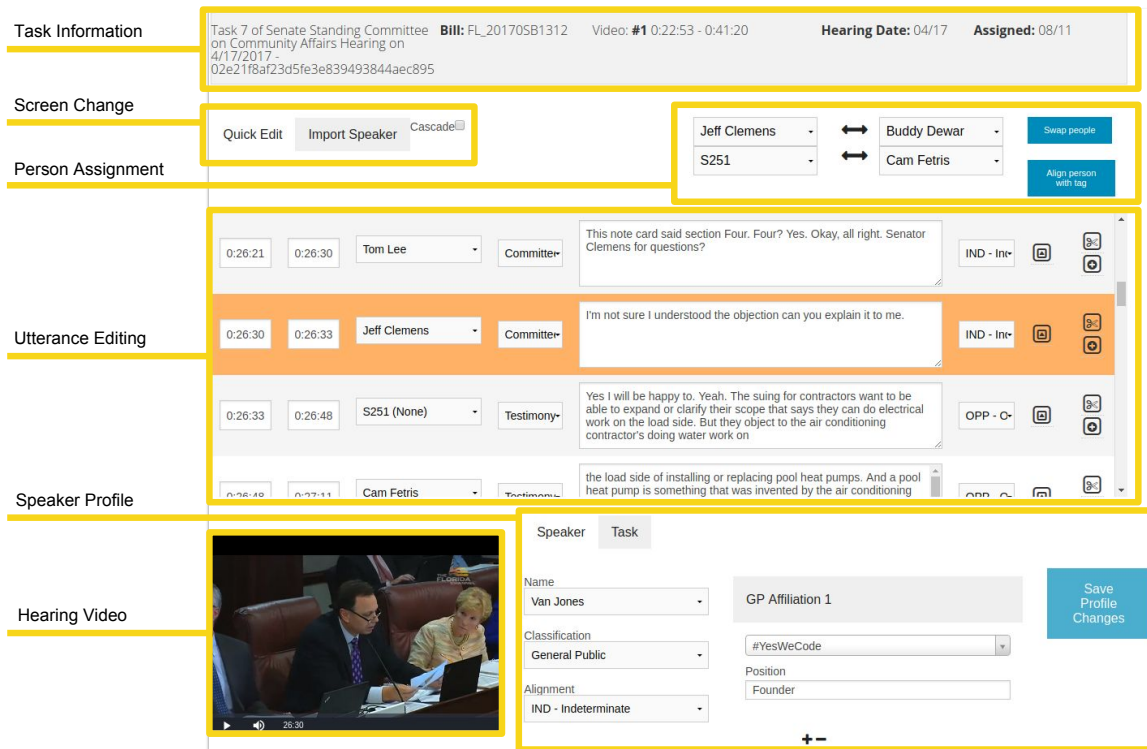 Task Information
Task 7 of Senate Standing Committee
on Community Affairs Hearing on
4/17/2017 -
02e21f8af23d5fe3e839493844aec895
Bill: FL_20170SB1312
Video: #1 0:22:53 - 0:41:20
Hearing Date: 04/17
Assigned: 08/11
Screen Change
Quick Edit
Import Speaker
Cascade
Person Assignment
Jeff Clemens
Buddy Dewar
Swap people
S251
Cam Fetris
Align person
with tag
Utterance Editing
0:26:21
0:26:30
Tom Lee
Committee
This note card said section Four. Four? Yes. Okay, all right. Senator
Clemens for questions?
IND - Ind
0:26:30
0:26:33
Jeff Clemens
Committee
I'm not sure I understood the objection can you explain it to me.
IND - Ind
0:26:33
0:26:48
S251 (None)
Testimony
Yes I will be happy to. Yeah. The suing for contractors want to be
able to expand or clarify their scope that says they can do electrical
work on the load side. But they object to the air conditioning
contractor's doing water work on
OPP - O
0:26:48
0:27:11
Cam Fetris
Testimony
the load side of installing or replacing pool heat pumps. And a pool
heat pump is something that was invented by the air conditioning
OPP - O
Speaker Profile
Speaker
Task
Name
Van Jones
Classification
General Public
Alignment
IND - Indeterminate
GP Affiliation 1
#YesWeCode
Position
Founder
Save
Profile
Changes
Hearing Video
FLORIDA
26:30